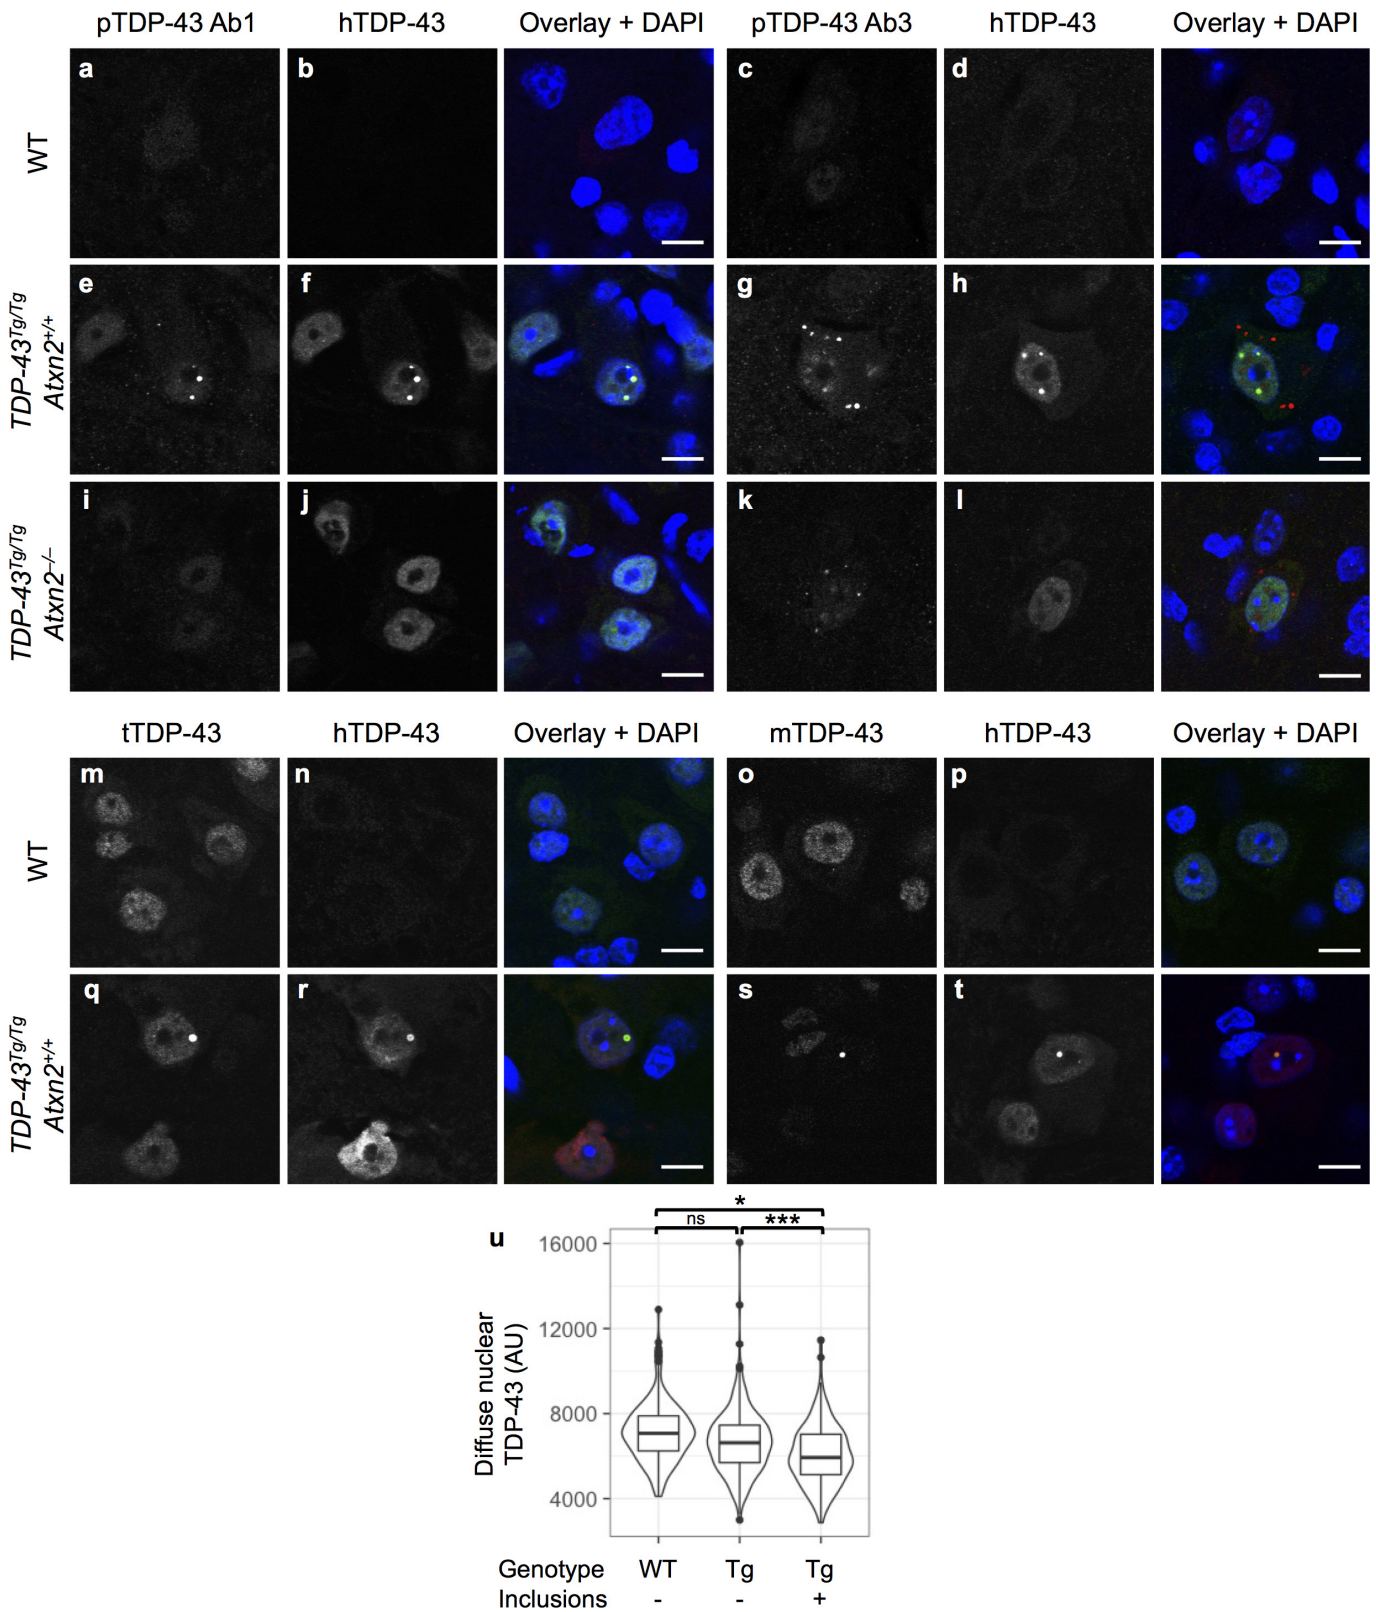 pTDP-43 Ab1 hTDP-43 Overlay + DAPI pTDP-43 Ab3 hTDP-43 Overlay + DAPI
WT
a b c d
TDP-43Tg/Tg
Atxn2+/+
e f g h
TDP-43Tg/Tg
Atxn2–/–
i j k l
tTDP-43 hTDP-43 Overlay + DAPI mTDP-43 hTDP-43 Overlay + DAPI
WT
m n o p
TDP-43Tg/Tg
Atxn2+/+
q r s t
u
*
ns ***
Diffuse nuclear
TDP-43 (AU)
16000
12000
8000
4000
Genotype WT Tg Tg
Inclusions - - +